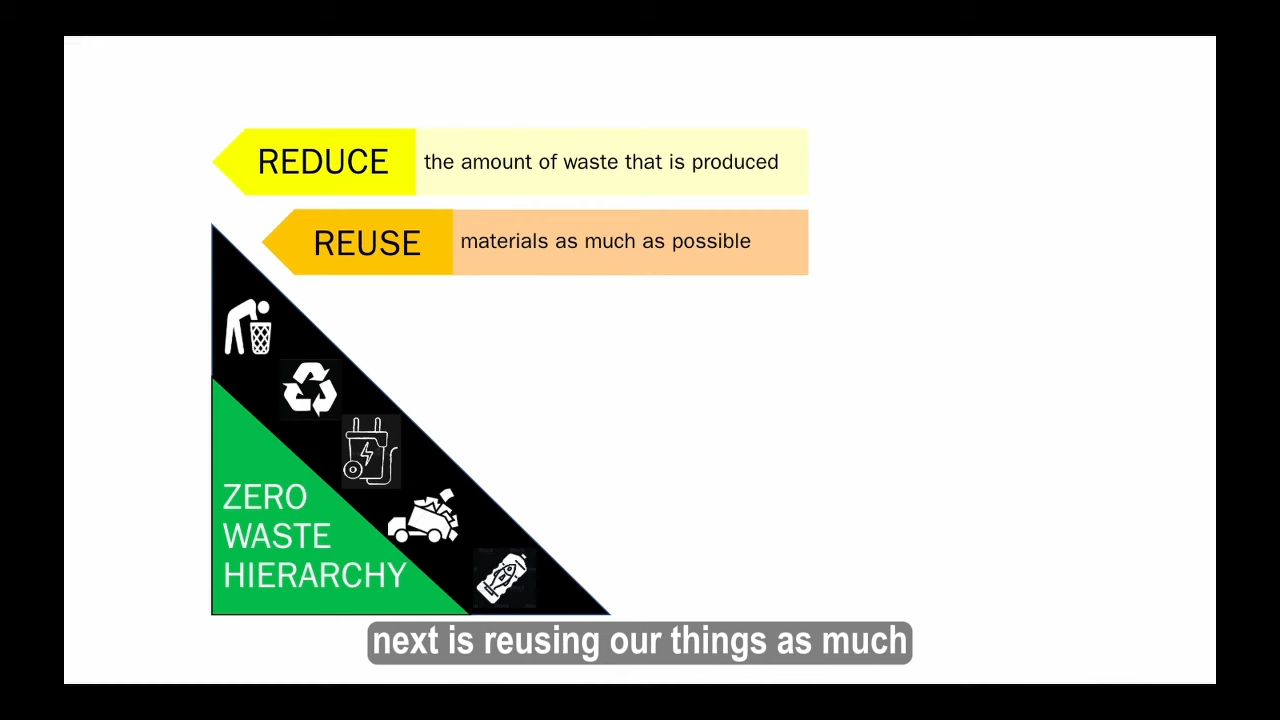 REDUCE the amount of waste that is produced
REUSE materials as much as possible
ZERO
WASTE
HIERARCHY
next is reusing our things as much